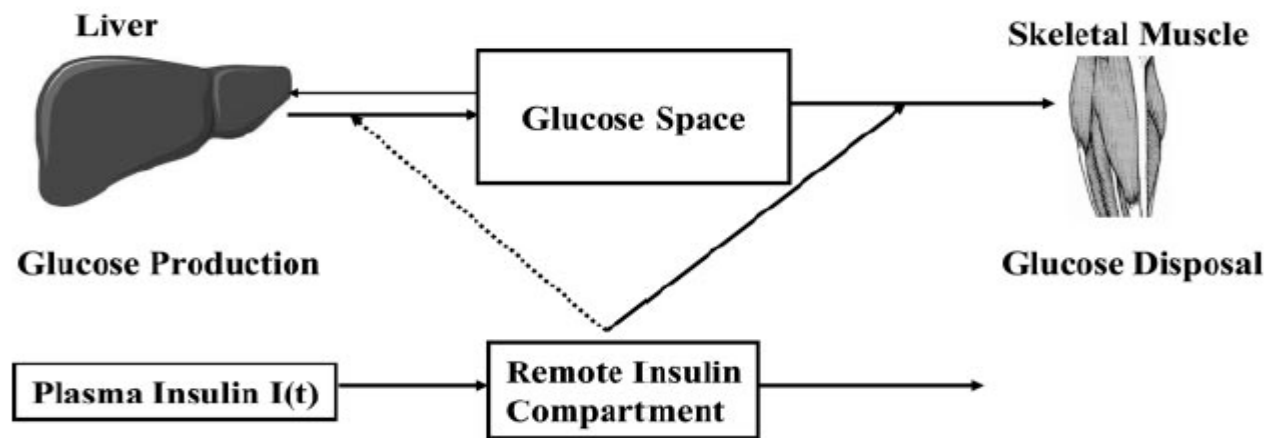 Liver
Skeletal Muscle
Glucose Space
Glucose Production
Glucose Disposal
Plasma Insulin I(t)
Remote Insulin
Compartment